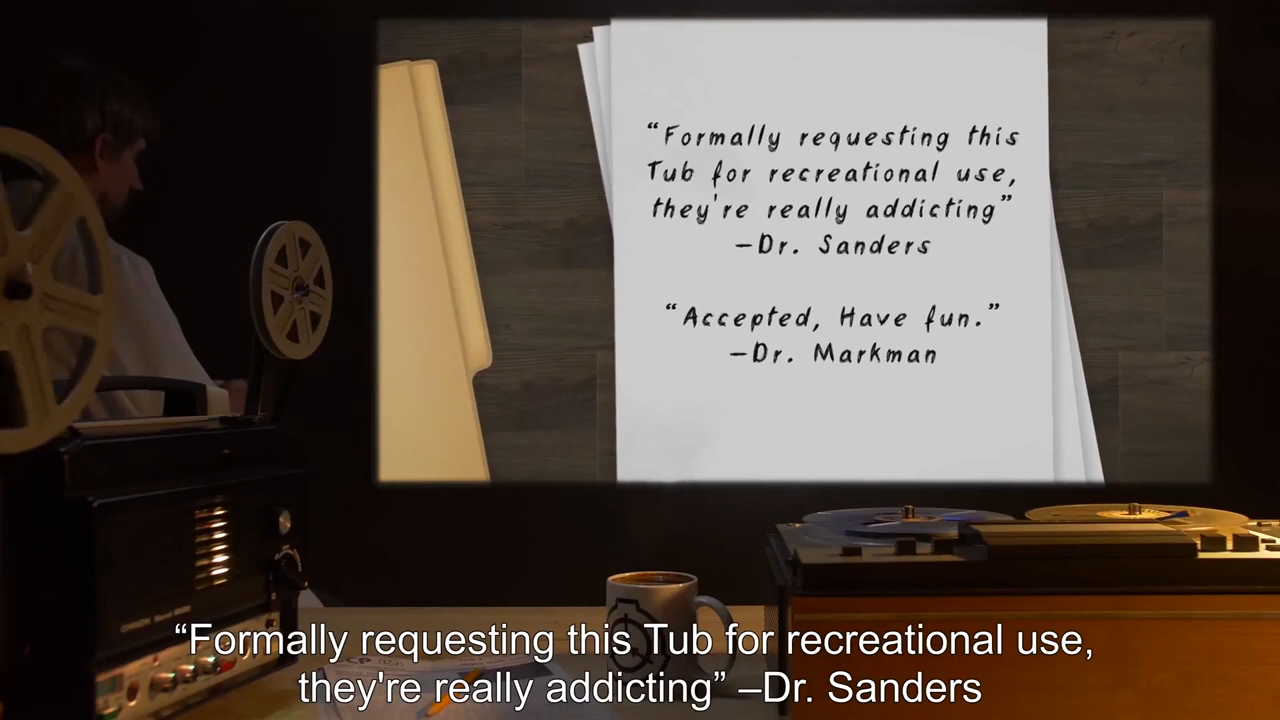 “Formally requesting this
Tub for recreational use,
they're really addicting”
–Dr. Sanders
“Accepted, Have fun.”
–Dr. Markman
“Formally requesting this Tub for recreational use,
they're really addicting” –Dr. Sanders